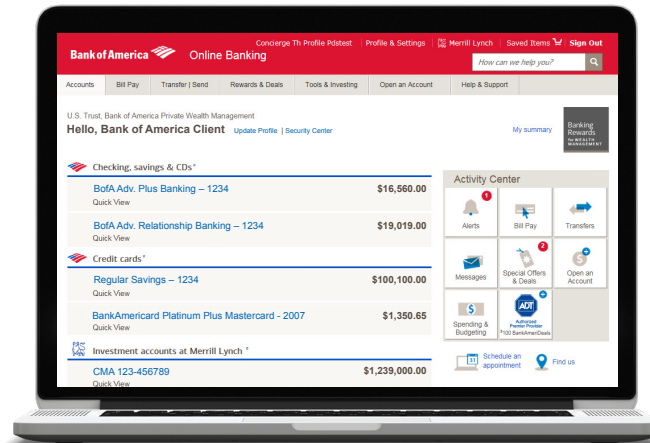 Concierge Th Profile Pdstest | Profile & Settings | Merrill Lynch | Saved Items | Sign Out
Bank of America Online Banking
How can we help you?
Accounts Bill Pay Transfer | Send Rewards & Deals Tools & Investing Open an Account Help & Support
U.S. Trust, Bank of America Private Wealth Management
Hello, Bank of America Client Update Profile | Security Center
My summary
Banking
Rewards
for WEALTH
MANAGEMENT
Checking, savings & CDs*
BofA Adv. Plus Banking – 1234 $16,560.00
Quick View
BofA Adv. Relationship Banking – 1234 $19,019.00
Quick View
Credit cards*
Regular Savings – 1234 $100,100.00
Quick View
BankAmericard Platinum Plus Mastercard - 2007 $1,350.65
Quick View
Investment accounts at Merrill Lynch *
CMA 123-456789 $1,239,000.00
Quick View
Activity Center
1
Alerts
Bill Pay
Transfers
Messages
2
Special Offers
& Deals
$
Open an
Account
$
Spending &
Budgeting
ADT
Authorized
Premier Provider
$100 BankAmeriDeals
31
Schedule an
appointment
Find us